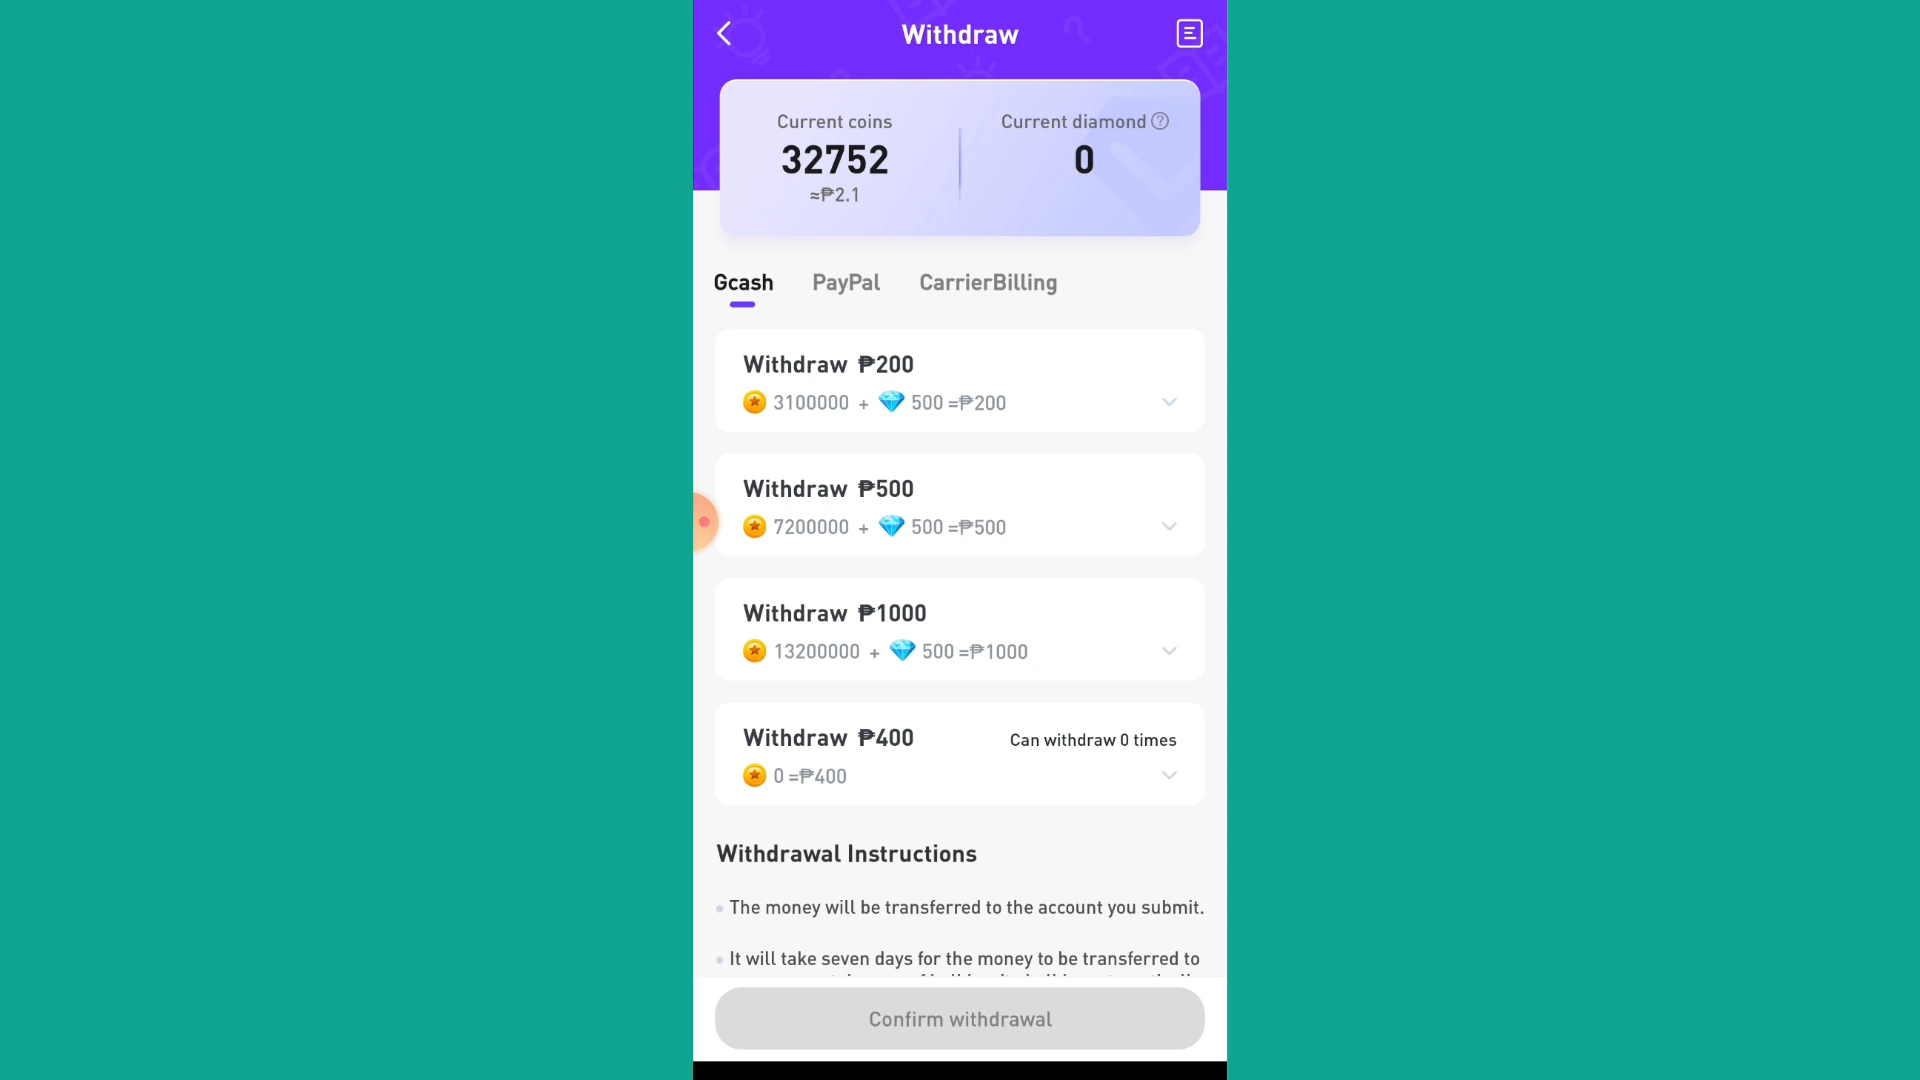 Withdraw
Current coins
32752
≈₱2.1
Current diamond ?
0
Gcash
PayPal
CarrierBilling
Withdraw ₱200
3100000 + 500 =₱200
Withdraw ₱500
7200000 + 500 =₱500
Withdraw ₱1000
13200000 + 500 =₱1000
Withdraw ₱400
Can withdraw 0 times
0 =₱400
Withdrawal Instructions
The money will be transferred to the account you submit.
It will take seven days for the money to be transferred to
Confirm withdrawal